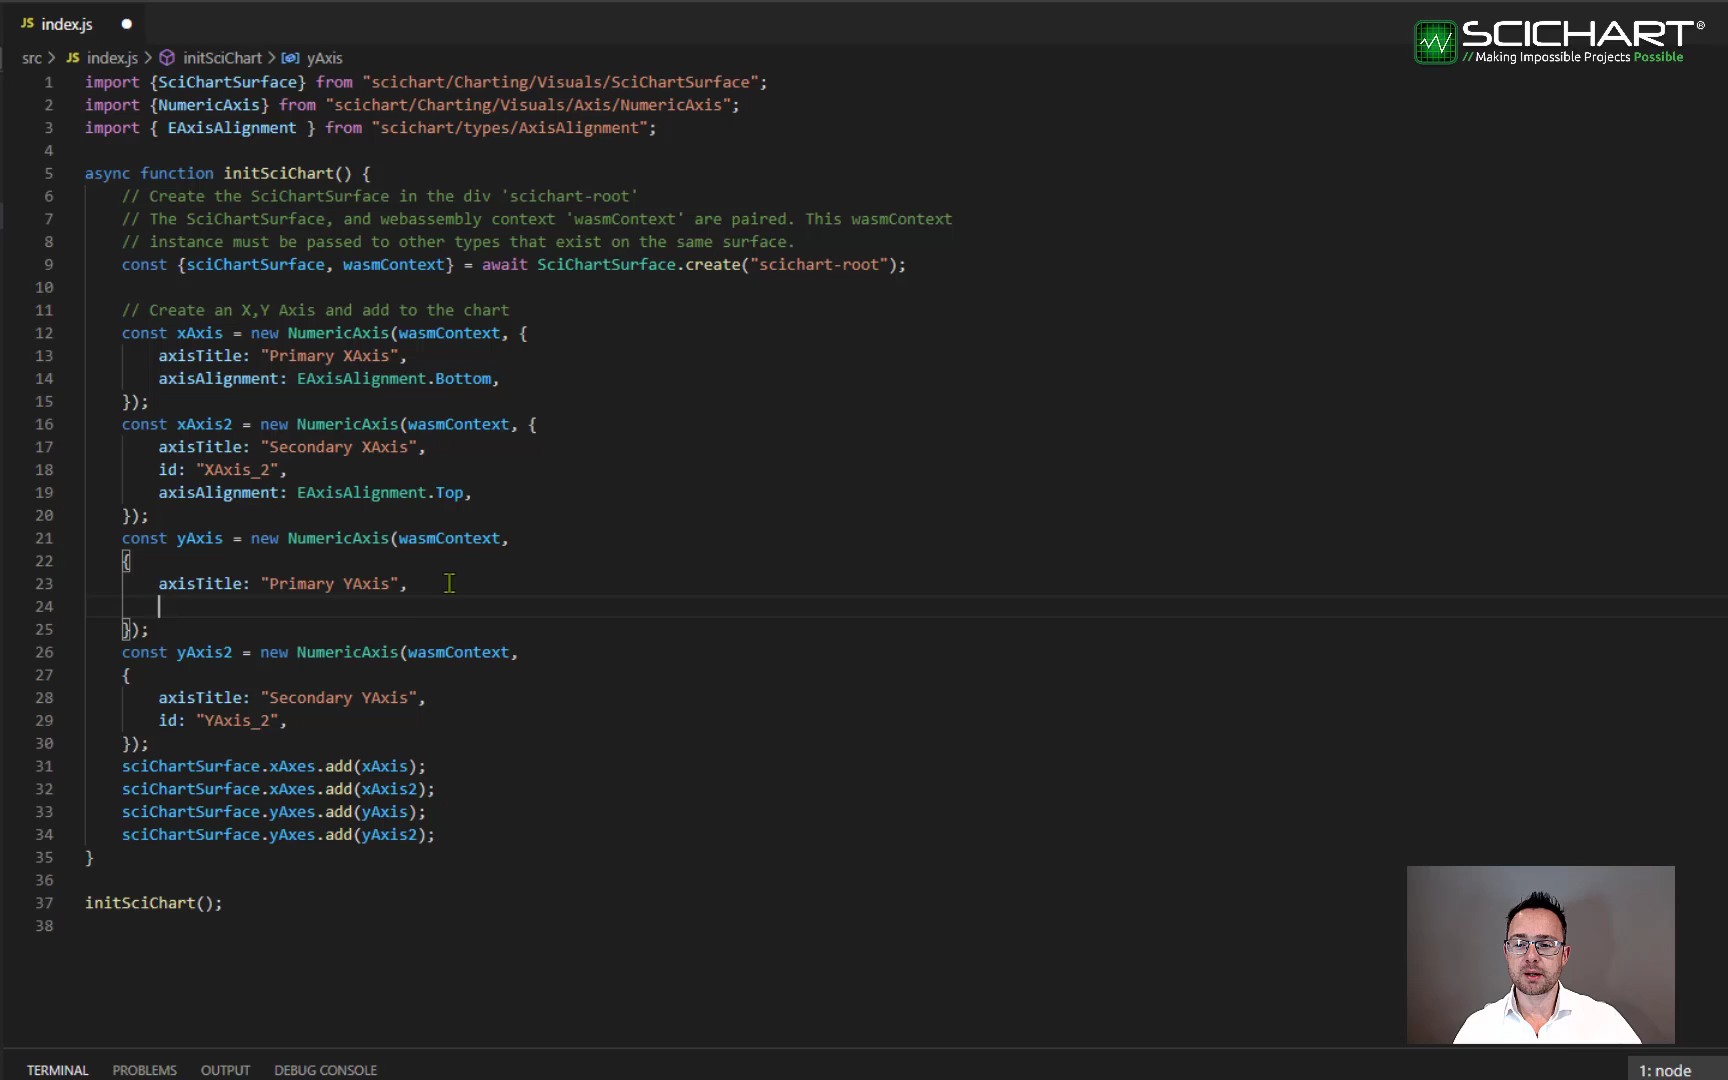 JS index.js
SCICHART®
// Making Impossible Projects Possible
src > JS index.js > initSciChart > yAxis
1 import {SciChartSurface} from "scichart/Charting/Visuals/SciChartSurface";
2 import {NumericAxis} from "scichart/Charting/Visuals/Axis/NumericAxis";
3 import { EAxisAlignment } from "scichart/types/AxisAlignment";
4
5 async function initSciChart() {
6 // Create the SciChartSurface in the div 'scichart-root'
7 // The SciChartSurface, and webassembly context 'wasmContext' are paired. This wasmContext
8 // instance must be passed to other types that exist on the same surface.
9 const {sciChartSurface, wasmContext} = await SciChartSurface.create("scichart-root");
10
11 // Create an X,Y Axis and add to the chart
12 const xAxis = new NumericAxis(wasmContext, {
13 axisTitle: "Primary XAxis",
14 axisAlignment: EAxisAlignment.Bottom,
15 });
16 const xAxis2 = new NumericAxis(wasmContext, {
17 axisTitle: "Secondary XAxis",
18 id: "XAxis_2",
19 axisAlignment: EAxisAlignment.Top,
20 });
21 const yAxis = new NumericAxis(wasmContext,
22 {
23 axisTitle: "Primary YAxis",
24
25 });
26 const yAxis2 = new NumericAxis(wasmContext,
27 {
28 axisTitle: "Secondary YAxis",
29 id: "YAxis_2",
30 });
31 sciChartSurface.xAxes.add(xAxis);
32 sciChartSurface.xAxes.add(xAxis2);
33 sciChartSurface.yAxes.add(yAxis);
34 sciChartSurface.yAxes.add(yAxis2);
35 }
36
37 initSciChart();
38
TERMINAL PROBLEMS OUTPUT DEBUG CONSOLE 1: node